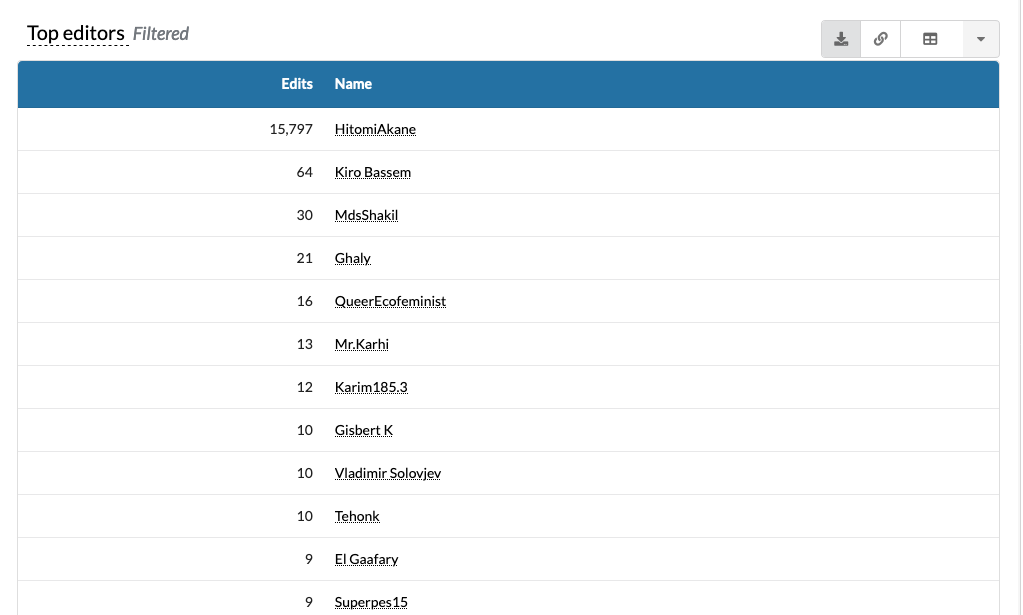 Top editors Filtered
Edits Name
15,797 HitomiAkane
64 Kiro Bassem
30 MdsShakil
21 Ghaly
16 QueerEcofeminist
13 Mr.Karhi
12 Karim185.3
10 Gisbert K
10 Vladimir Solovjev
10 Tehonk
9 El Gaafary
9 Superpes15